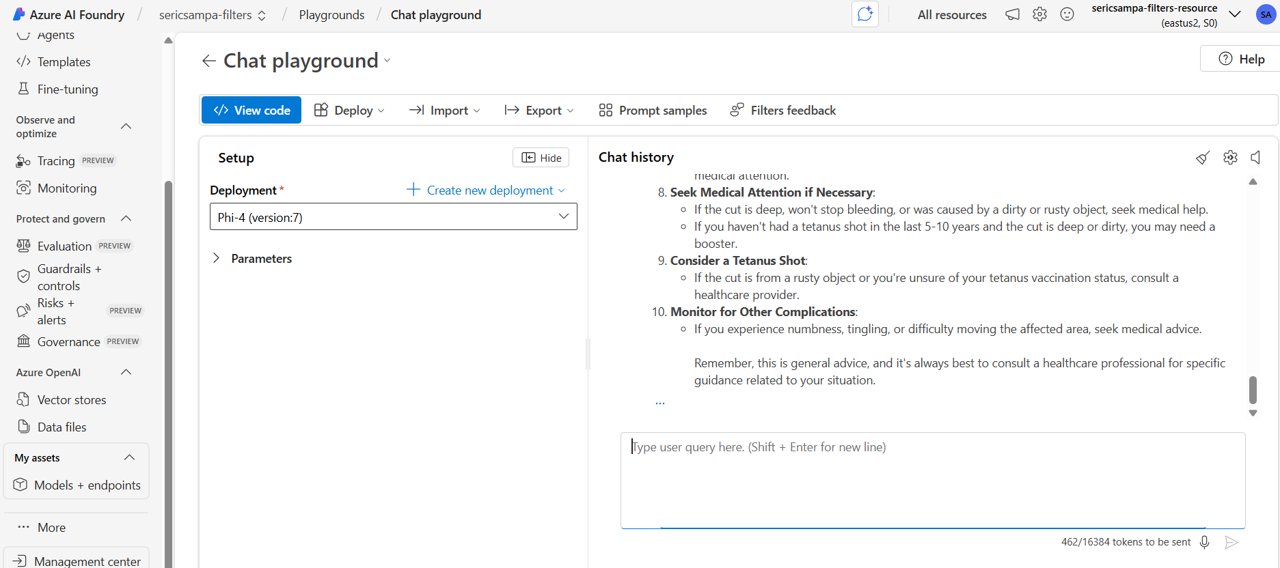 Azure AI Foundry / sericsampa-filters / Playgrounds / Chat playground
All resources
sericsampa-filters-resource
(eastus2, S0)
SA
Agents
Templates
Fine-tuning
Observe and
optimize
Tracing PREVIEW
Monitoring
Protect and govern
Evaluation PREVIEW
Guardrails +
controls
Risks +
alerts PREVIEW
Governance PREVIEW
Azure OpenAI
Vector stores
Data files
My assets
Models + endpoints
More
Management center
Chat playground
Help
View code
Deploy
Import
Export
Prompt samples
Filters feedback
Setup
Hide
Deployment *
Create new deployment
Phi-4 (version:7)
Parameters
Chat history
medical attention.
8. Seek Medical Attention if Necessary:
If the cut is deep, won't stop bleeding, or was caused by a dirty or rusty object, seek medical help.
If you haven't had a tetanus shot in the last 5-10 years and the cut is deep or dirty, you may need a
booster.
9. Consider a Tetanus Shot:
If the cut is from a rusty object or you're unsure of your tetanus vaccination status, consult a
healthcare provider.
10. Monitor for Other Complications:
If you experience numbness, tingling, or difficulty moving the affected area, seek medical advice.
Remember, this is general advice, and it's always best to consult a healthcare professional for specific
guidance related to your situation.
...
Type user query here. (Shift + Enter for new line)
462/16384 tokens to be sent